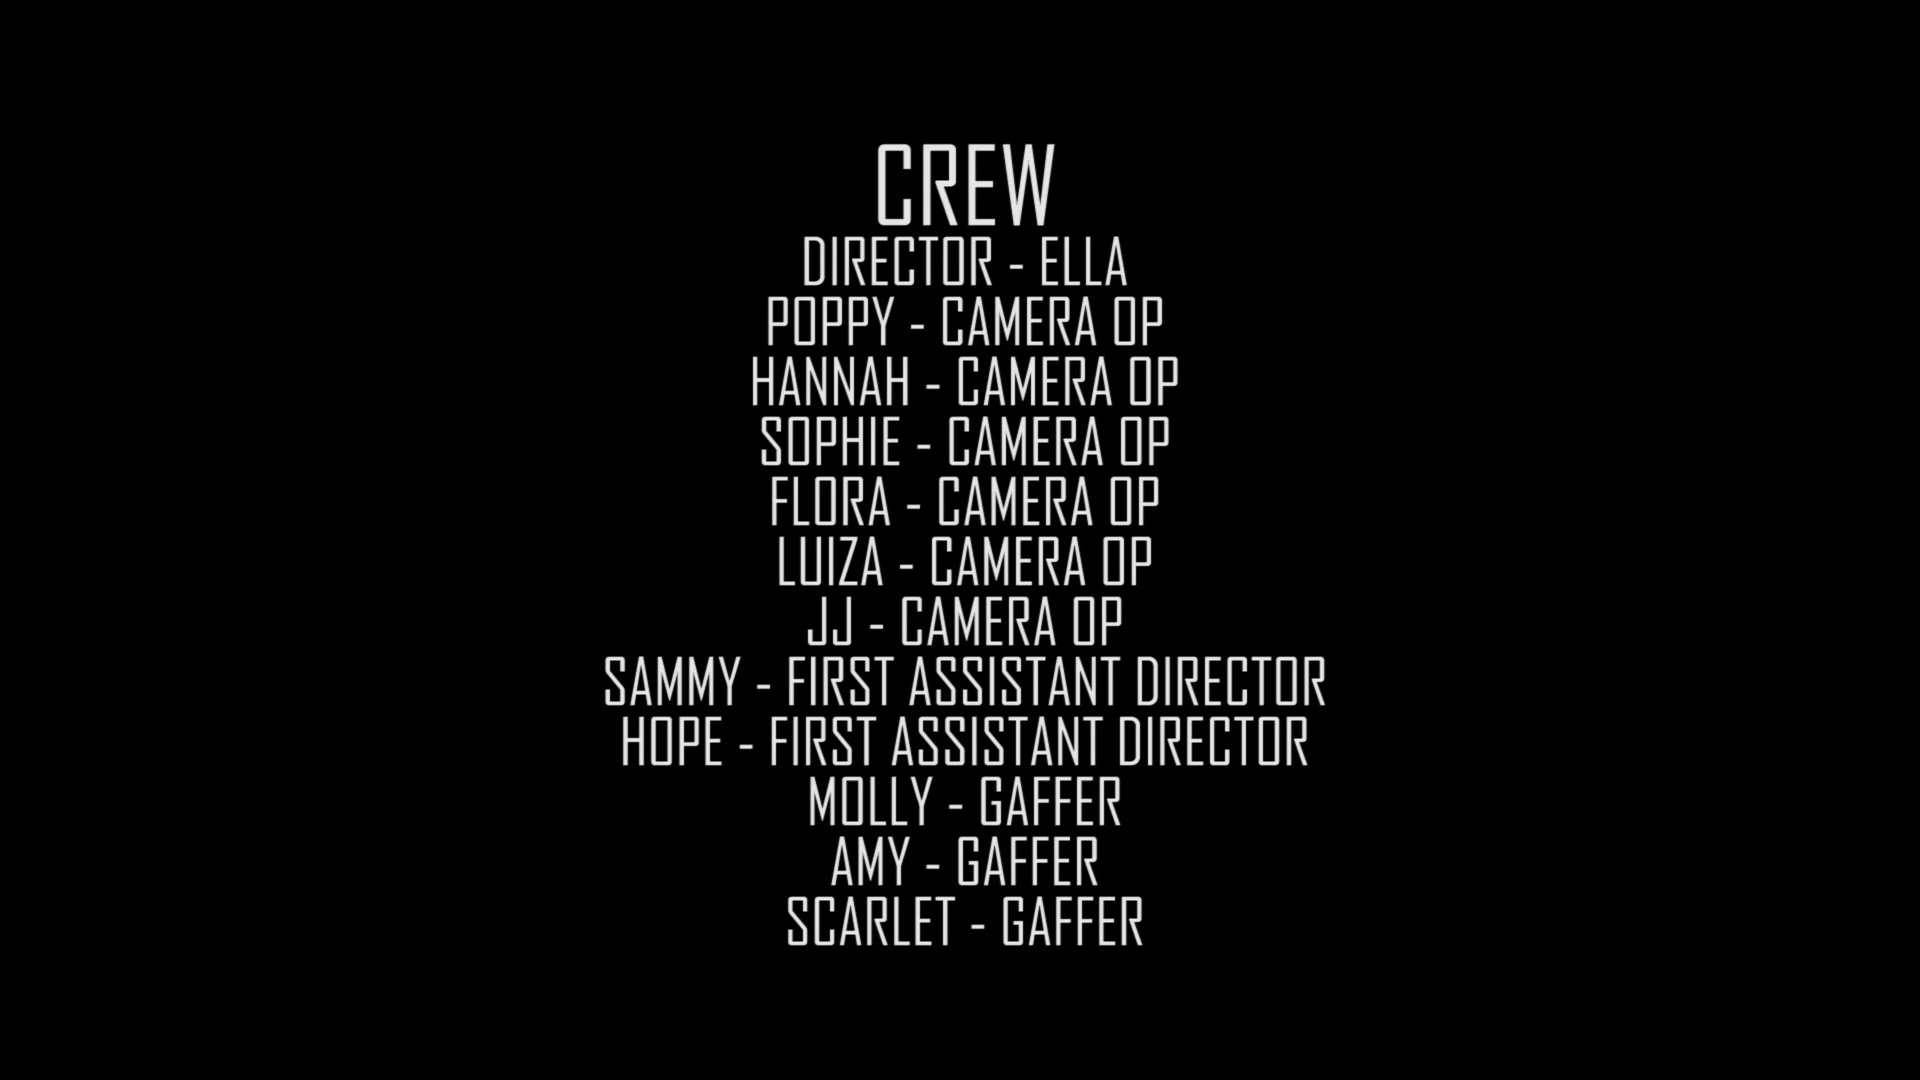 CREW
DIRECTOR - ELLA
POPPY - CAMERA OP
HANNAH - CAMERA OP
SOPHIE - CAMERA OP
FLORA - CAMERA OP
LUIZA - CAMERA OP
JJ - CAMERA OP
SAMMY - FIRST ASSISTANT DIRECTOR
HOPE - FIRST ASSISTANT DIRECTOR
MOLLY - GAFFER
AMY - GAFFER
SCARLET - GAFFER